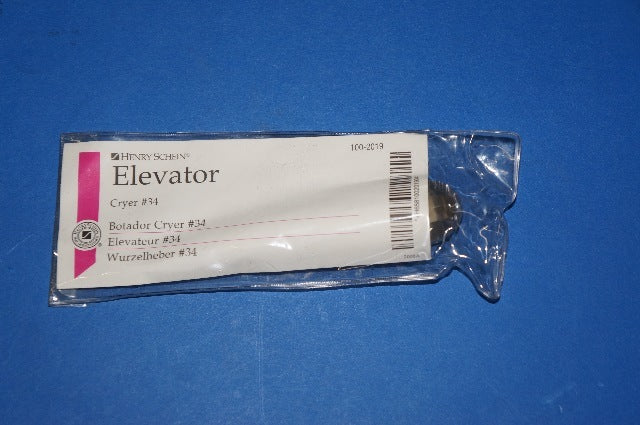 HENRY SCHEIN®
100-2019
Elevator
Cryer #34
Botador Cryer #34
Elevateur #34
Wurzelheber #34